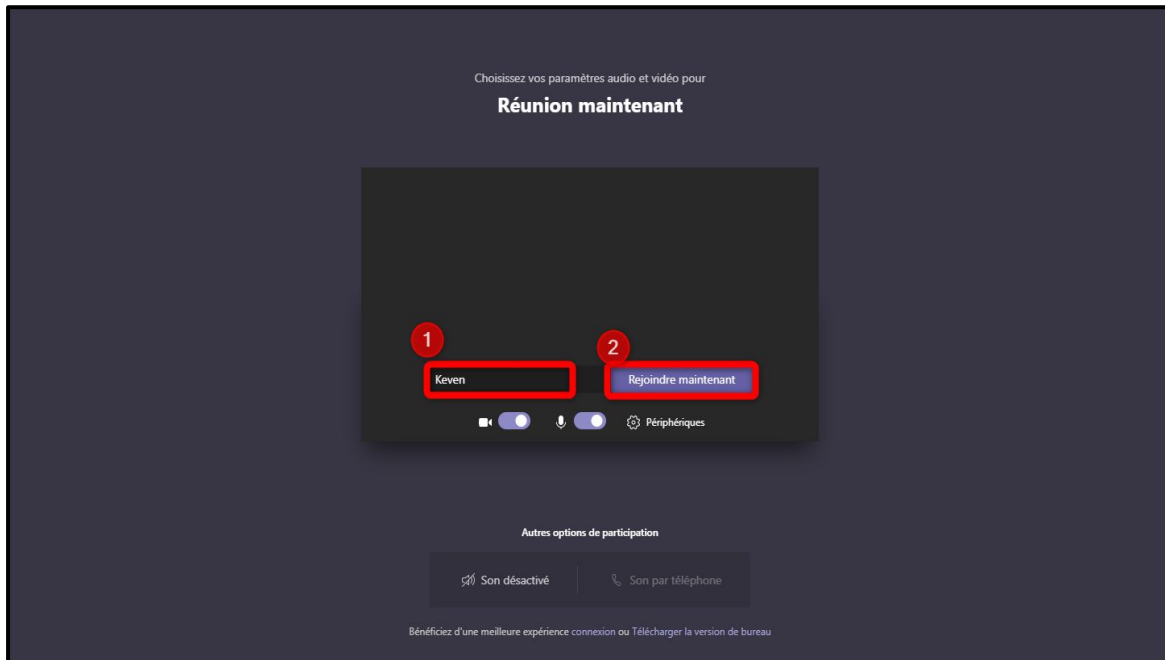 Choisissez vos paramètres audio et vidéo pour
Réunion maintenant
1
2
Keven
Rejoindre maintenant
Périphériques
Autres options de participation
Son désactivé
Son par téléphone
Bénéficiez d'une meilleure expérience connexion ou Télécharger la version de bureau